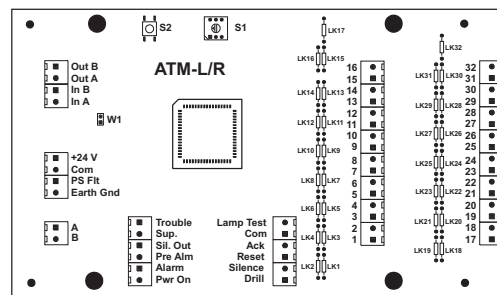 S2
S1
LK17
LK32
LK16
LK15
Out B
Out A
In B
In A
ATM-L/R
16
15
14
13
12
11
10
9
8
7
6
5
4
3
2
1
LK31
LK30
32
31
30
29
28
27
26
25
24
23
22
21
20
19
18
17
LK14
LK13
LK29
LK28
W1
LK12
LK11
LK27
LK26
LK10
LK9
LK25
LK24
+24 V
Com
PS Flt
Earth Gnd
LK8
LK7
LK23
LK22
LK6
LK5
LK21
LK20
A
B
Trouble
Sup.
Sil. Out
Pre Alm
Alarm
Pwr On
Lamp Test
Com
Ack
Reset
Silence
Drill
LK4
LK3
LK19
LK18
LK2
LK1